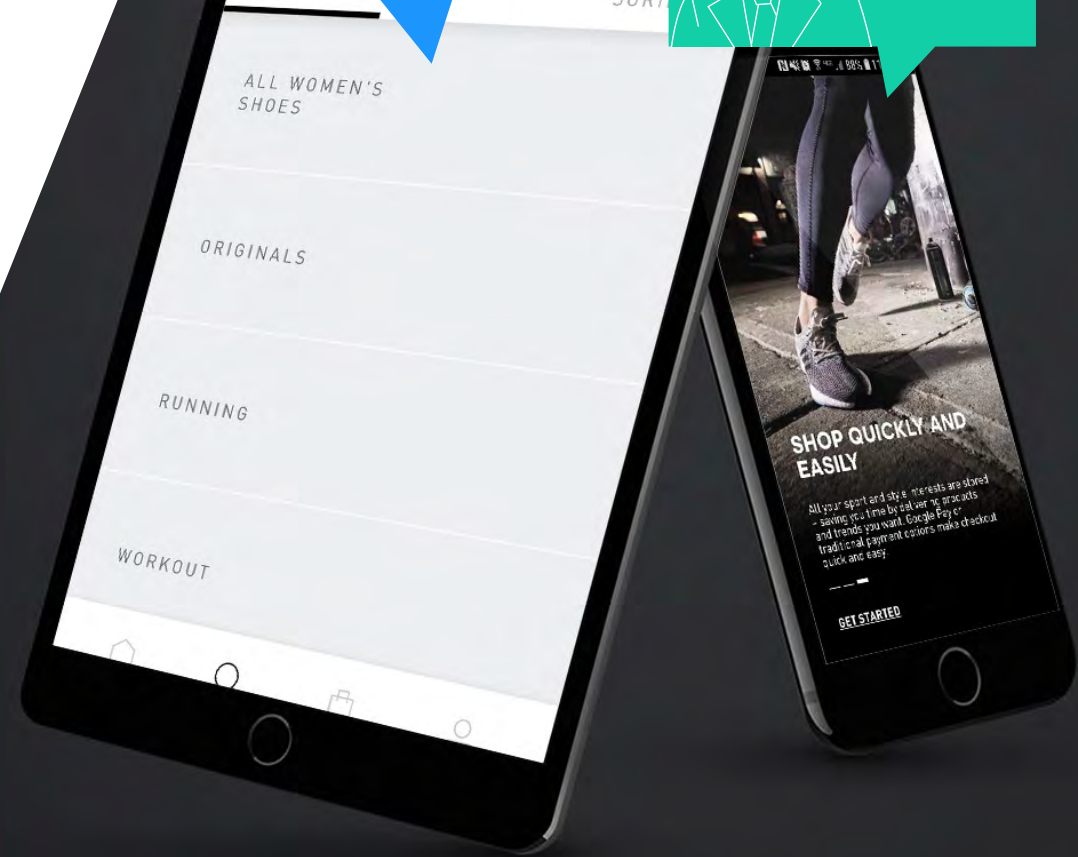 ALL WOMEN'S
SHOES
ORIGINALS
RUNNING
WORKOUT
88%
SHOP QUICKLY AND
EASILY
All your sport and style interests are stored
– saving you time by delivering products
and trends you want. Google Pay or
traditional payment options make checkout
quick and easy.
GET STARTED